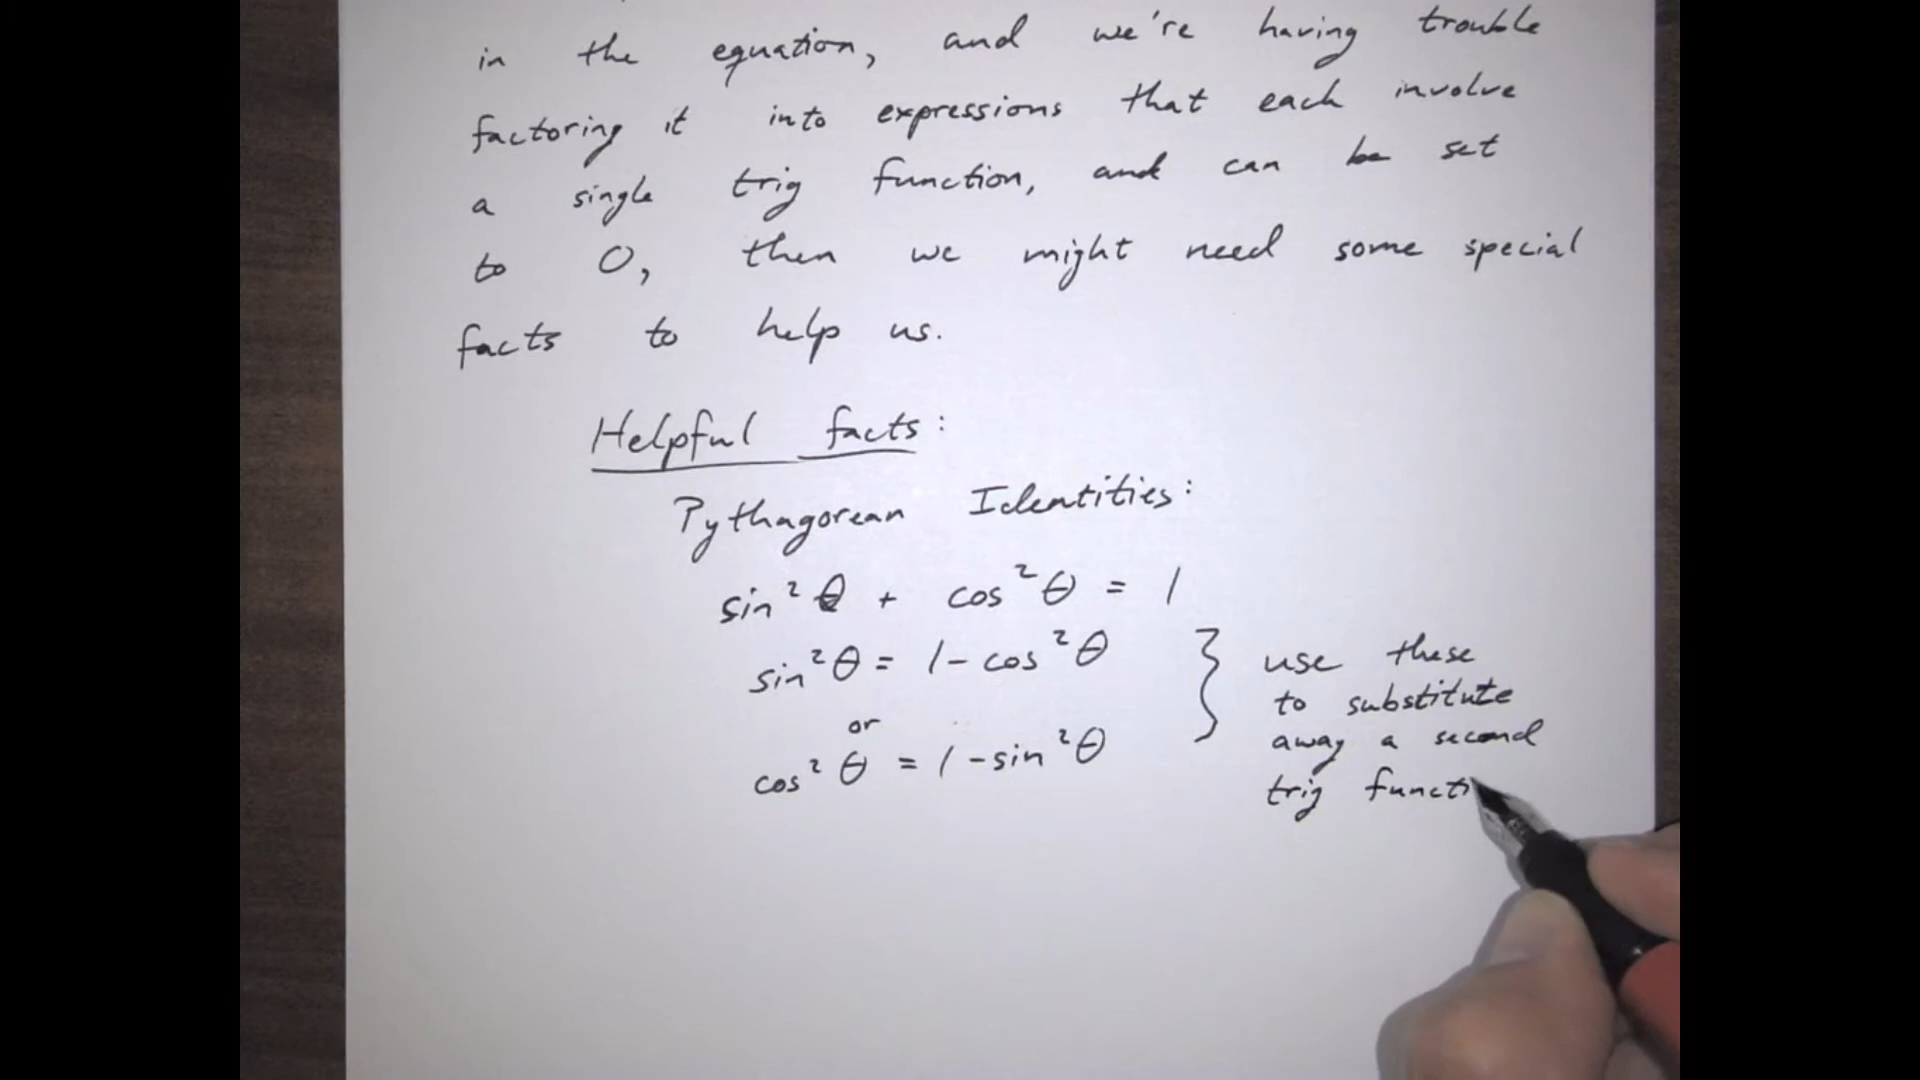 in the equation, and we're having trouble
factoring it into expressions that each involve
a single trig function, and can be set
to 0, then we might need some special
facts to help us.
Helpful facts:
Pythagorean Identities:
sin²θ + cos²θ = 1
sin²θ = 1 - cos²θ
or
cos²θ = 1 - sin²θ
} use these
to substitute
away a second
trig functi